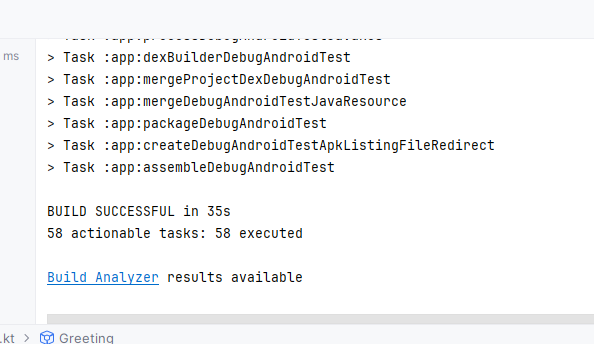 ms
> Task :app:dexBuilderDebugAndroidTest
> Task :app:mergeProjectDexDebugAndroidTest
> Task :app:mergeDebugAndroidTestJavaResource
> Task :app:packageDebugAndroidTest
> Task :app:createDebugAndroidTestApkListingFileRedirect
> Task :app:assembleDebugAndroidTest
BUILD SUCCESSFUL in 35s
58 actionable tasks: 58 executed
Build Analyzer results available
.kt > Greeting